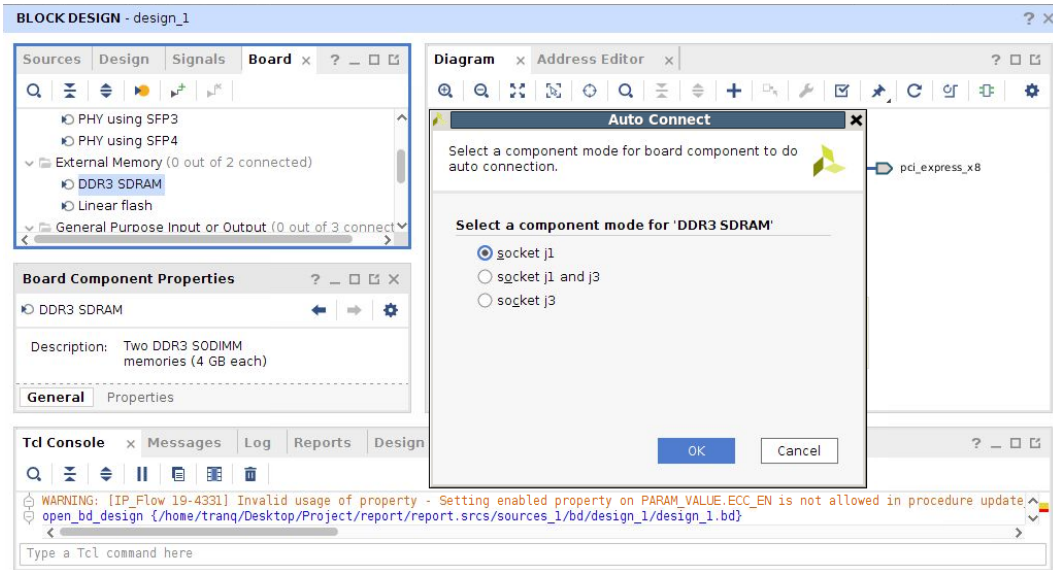 BLOCK DESIGN - design_1
Sources Design Signals Board
PHY using SFP3
PHY using SFP4
External Memory (0 out of 2 connected)
DDR3 SDRAM
Linear flash
General Purpose Input or Output (0 out of 3 connect
Board Component Properties
DDR3 SDRAM
Description: Two DDR3 SODIMM
memories (4 GB each)
General Properties
Diagram Address Editor
pci_express_x8
Auto Connect
Select a component mode for board component to do
auto connection.
Select a component mode for 'DDR3 SDRAM'
socket j1
socket j1 and j3
socket j3
OK Cancel
Tcl Console Messages Log Reports Design
WARNING: [IP_Flow 19-4331] Invalid usage of property - Setting enabled property on PARAM_VALUE.ECC_EN is not allowed in procedure update_
open_bd_design {/home/tranq/Desktop/Project/report/report.srcs/sources_1/bd/design_1/design_1.bd}
Type a Tcl command here